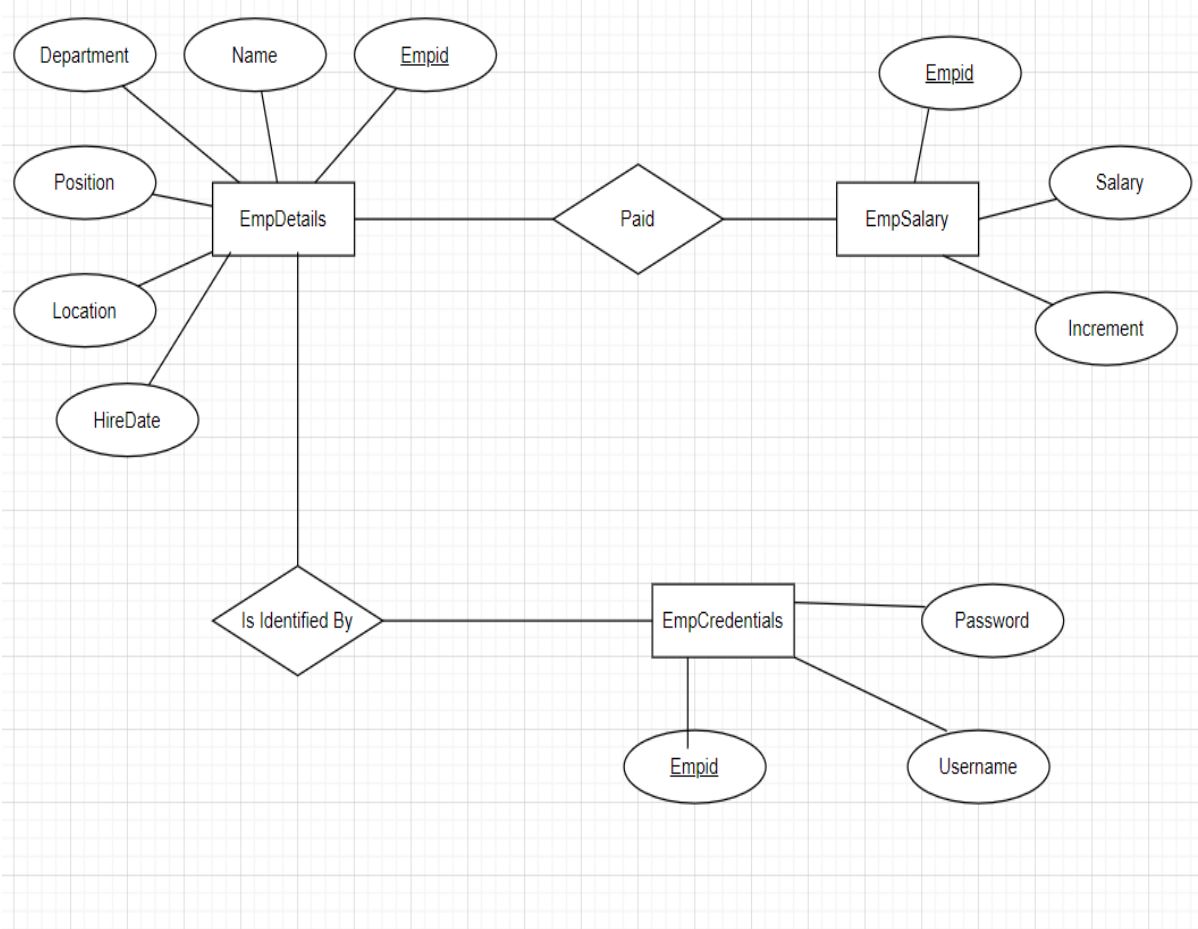 Department
Name
Empid
Empid
Position
Salary
EmpDetails
Paid
EmpSalary
Location
Increment
HireDate
Is Identified By
EmpCredentials
Password
Empid
Username